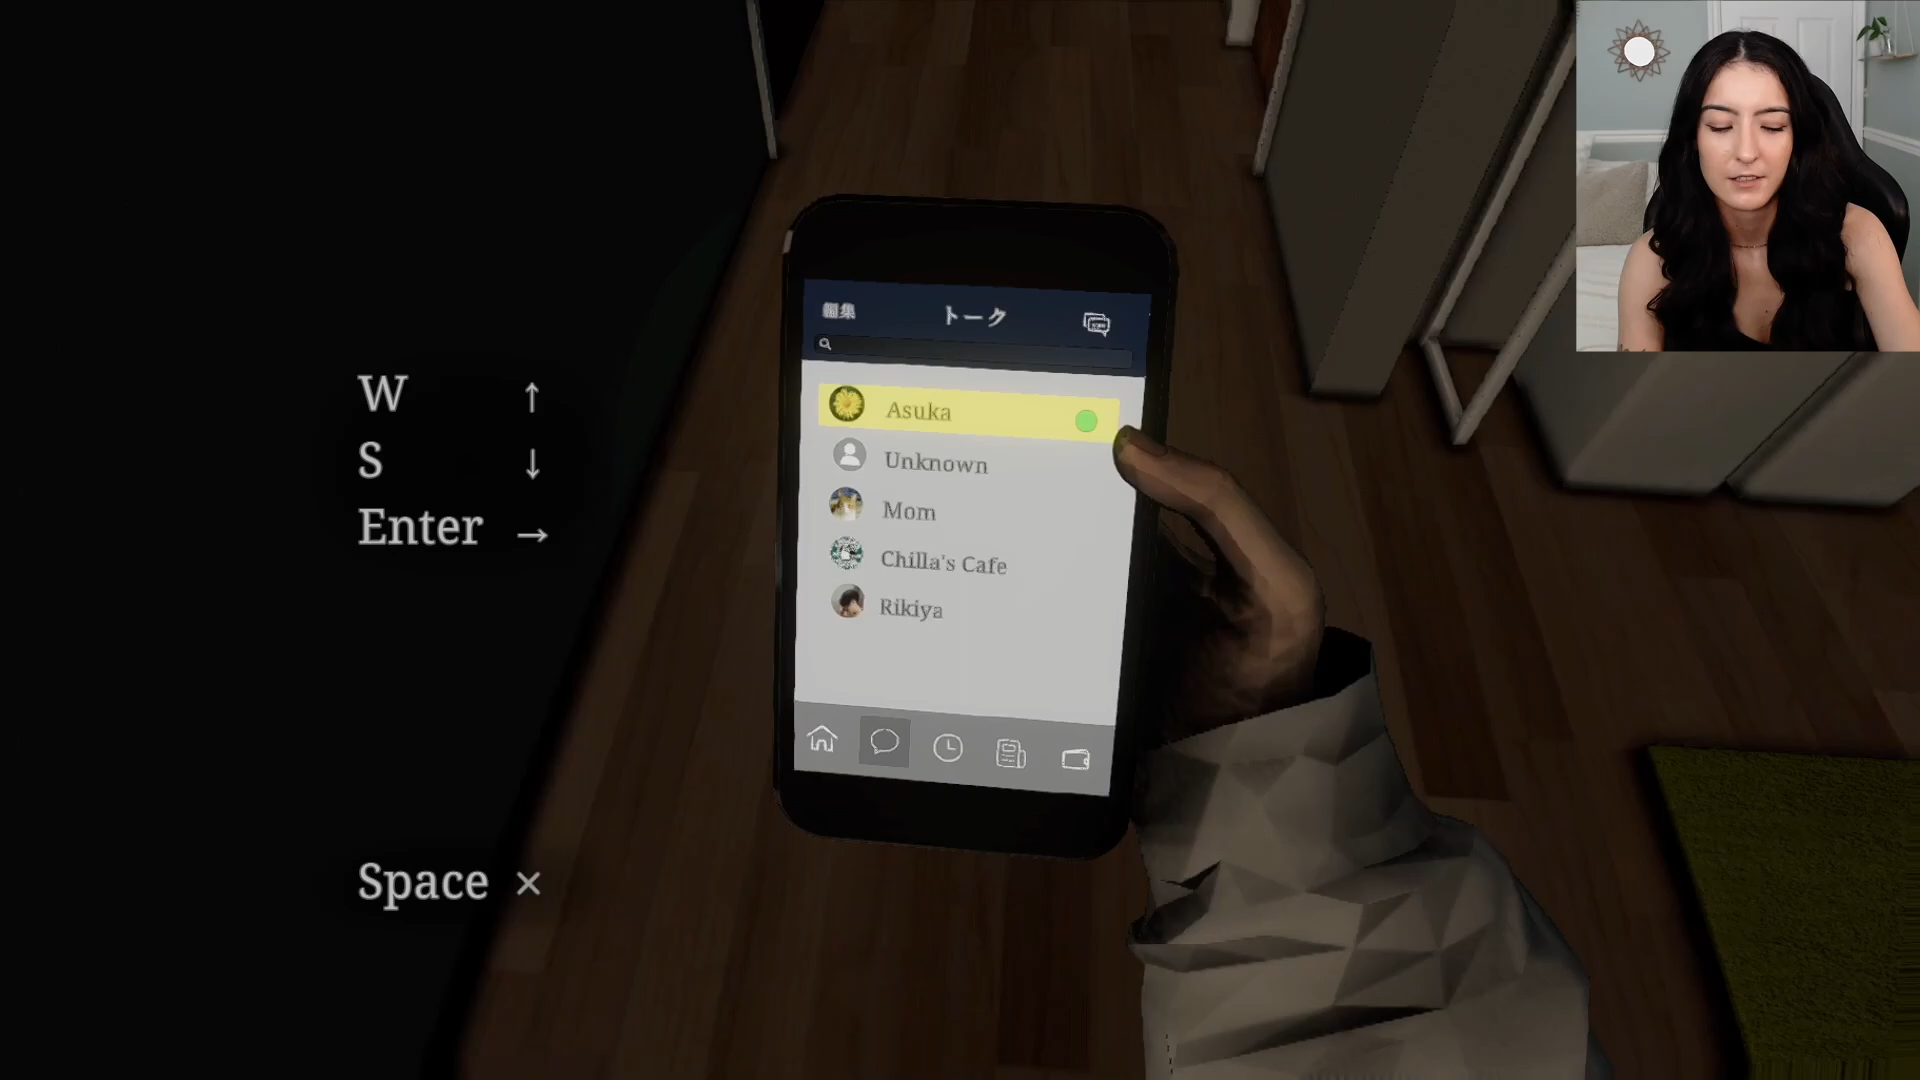 W ↑
S ↓
Enter →
Space ×
編集 トーク
Asuka
Unknown
Mom
Chilla's Cafe
Rikiya